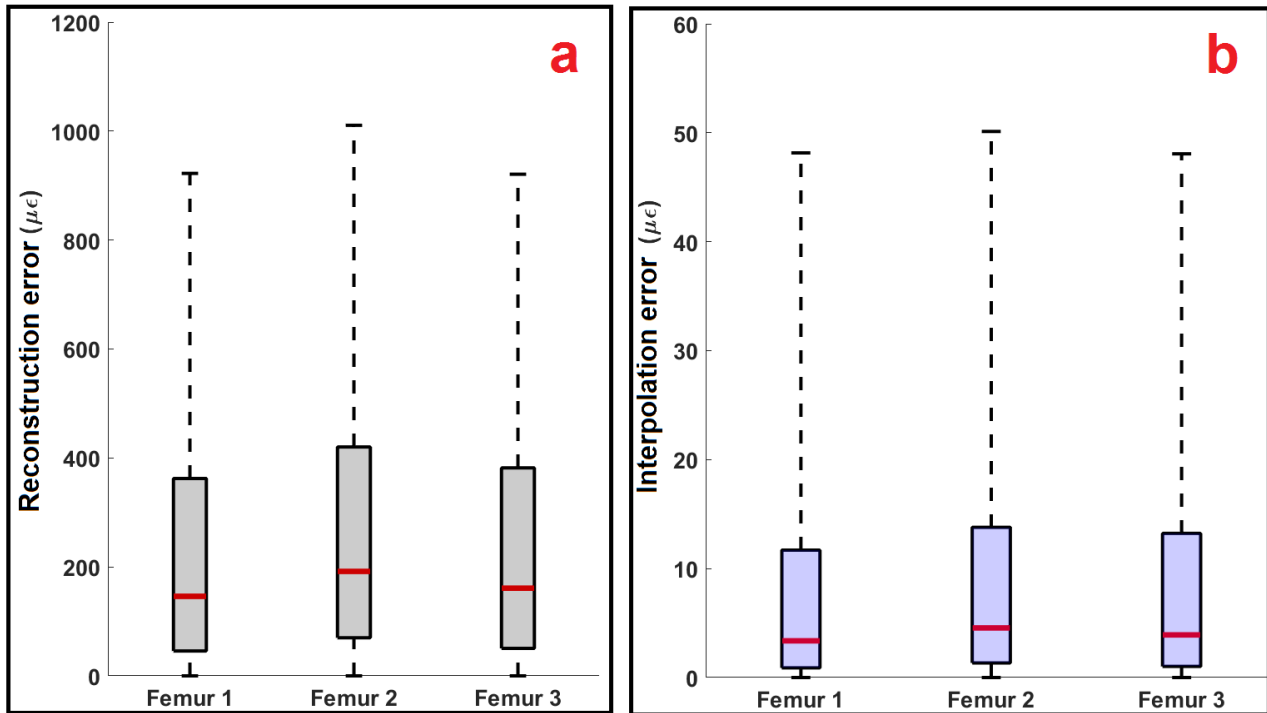 a
1200
1000
800
600
400
200
0
Reconstruction error (με)
Femur 1 Femur 2 Femur 3
b
60
50
40
30
20
10
0
Interpolation error (με)
Femur 1 Femur 2 Femur 3